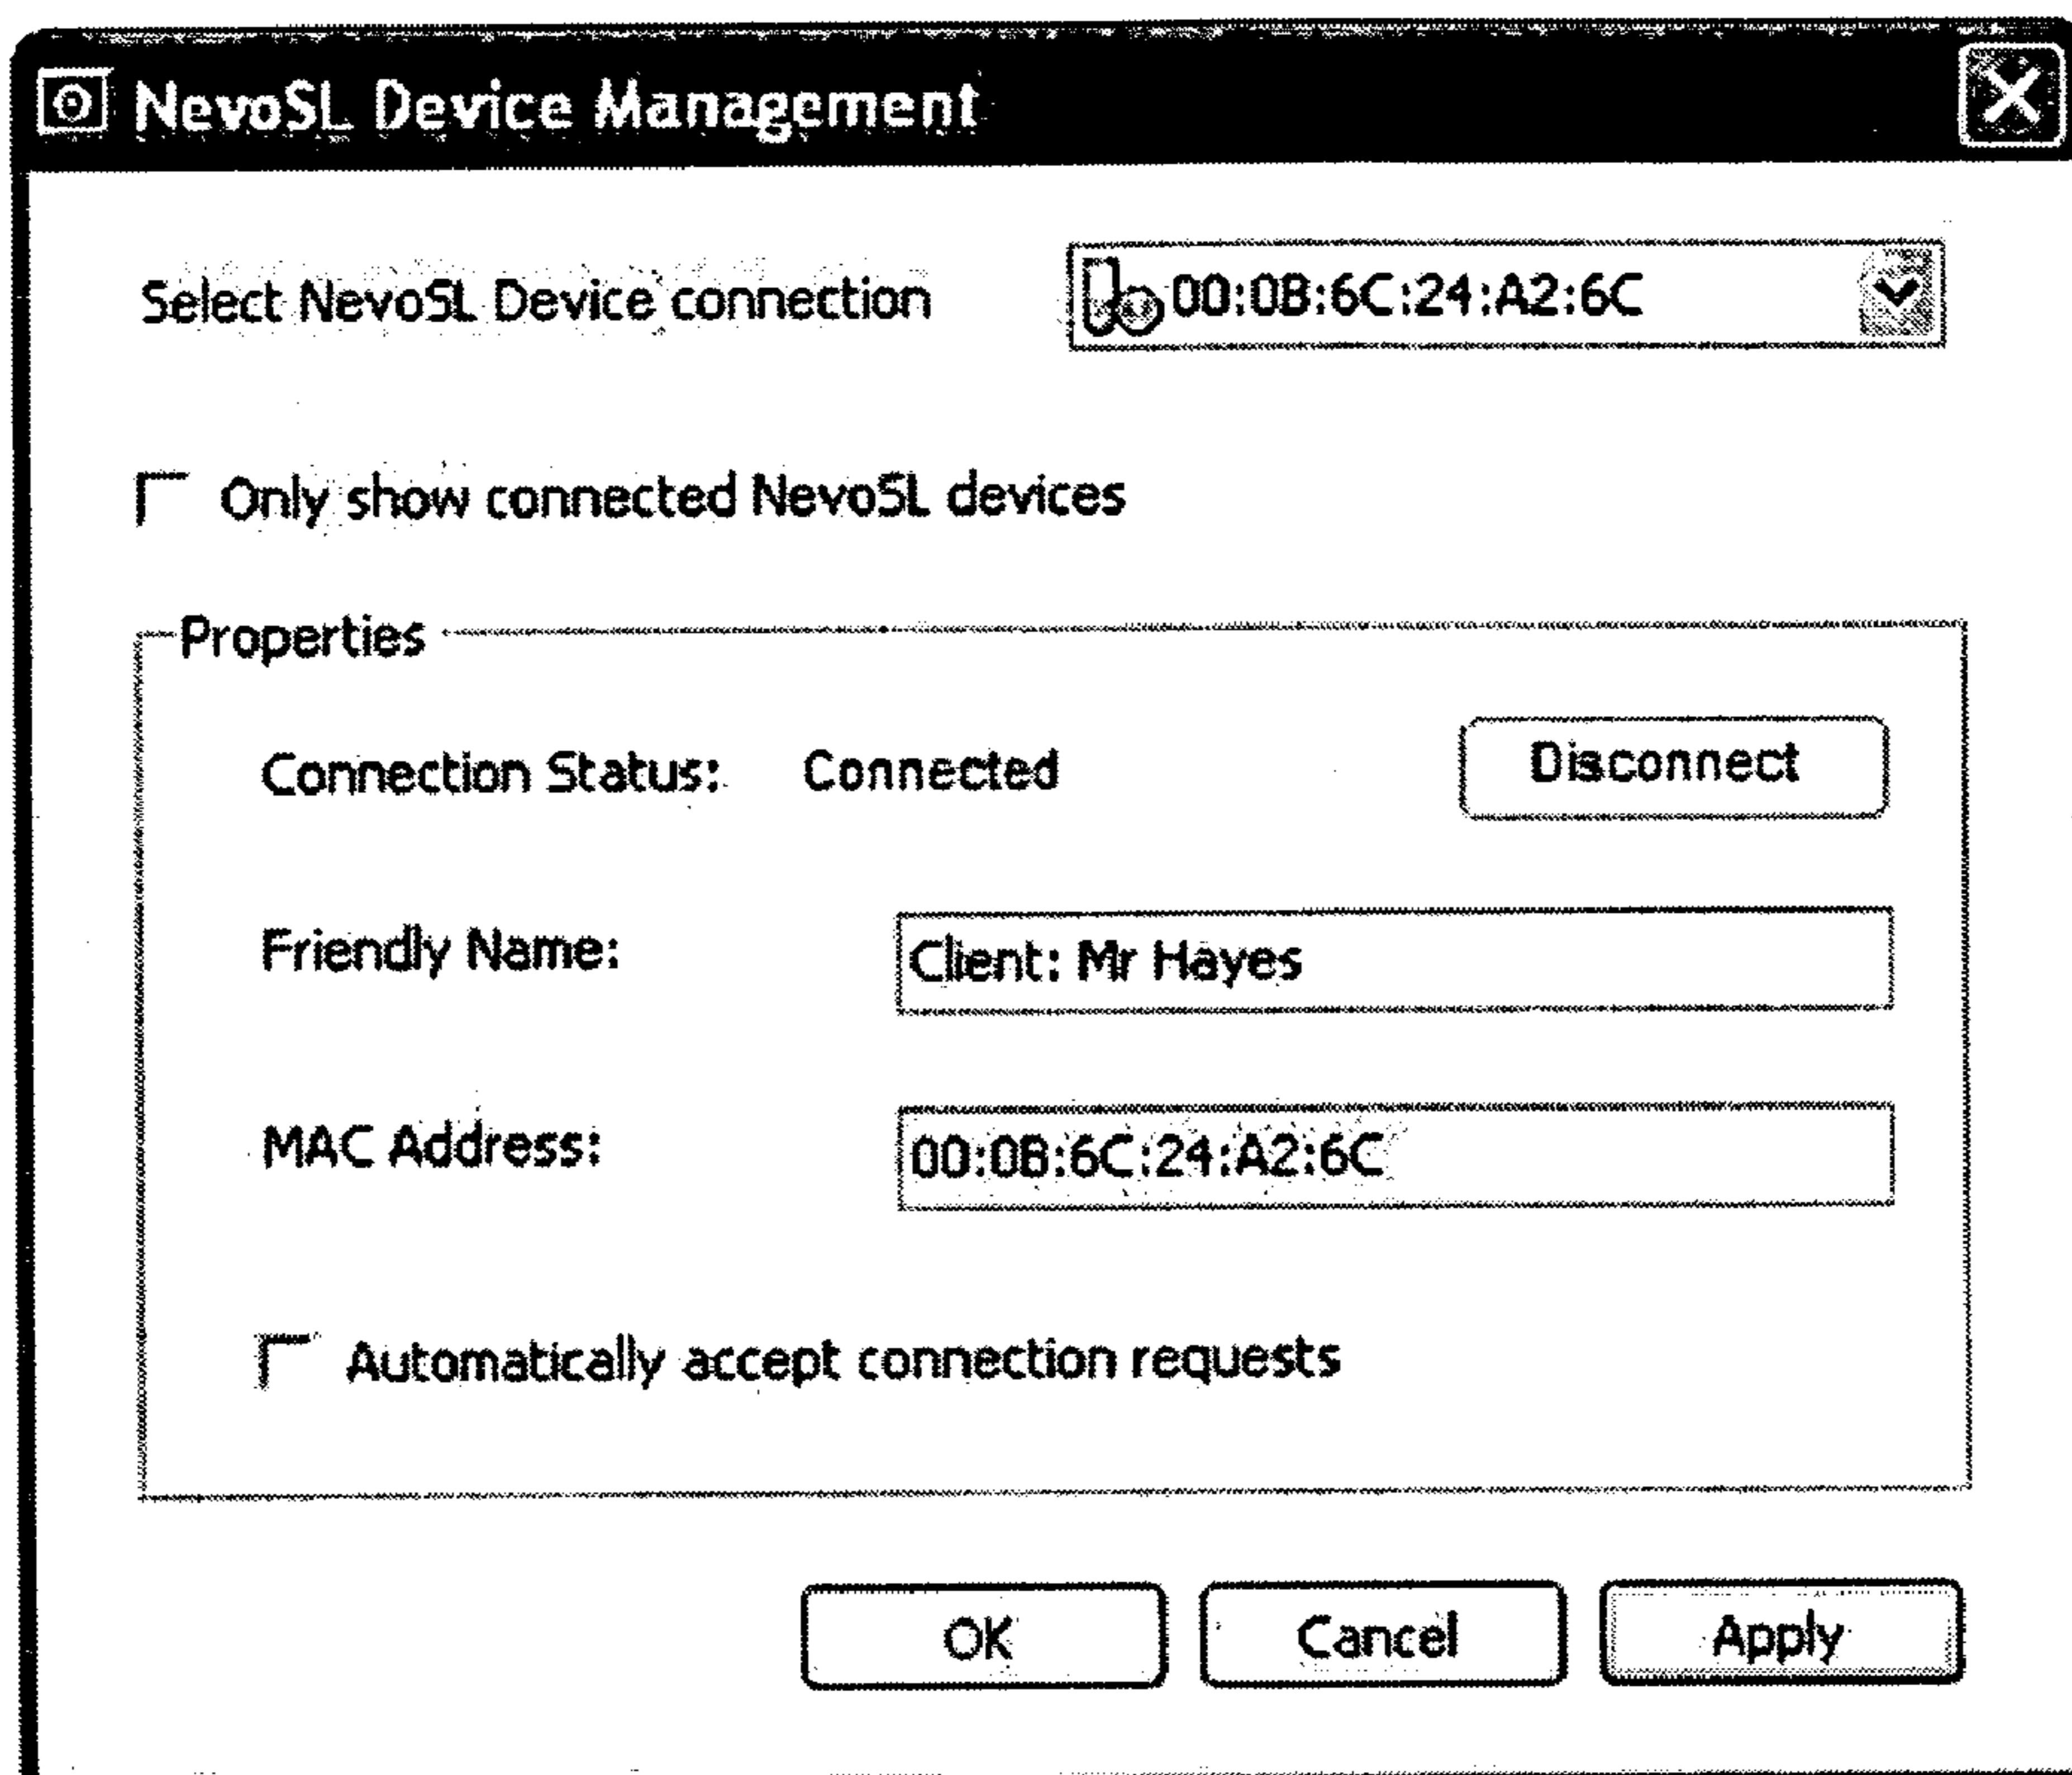 NevoSL Device Management
Select NevoSL Device connection 00:0B:6C:24:A2:6C
Only show connected NevoSL devices
Properties
Connection Status: Connected Disconnect
Friendly Name: Client: Mr Hayes
MAC Address: 00:0B:6C:24:A2:6C
Automatically accept connection requests
OK Cancel Apply